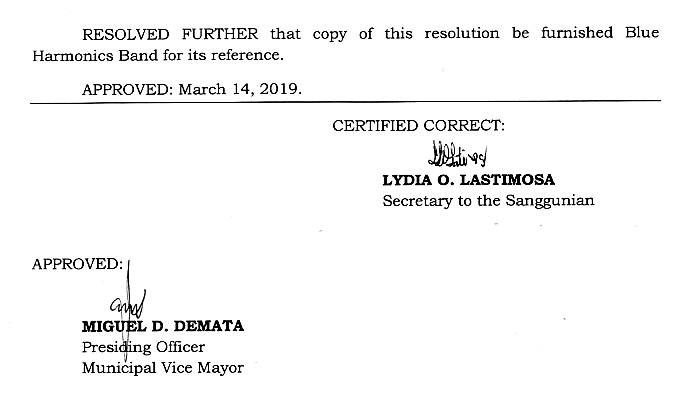 RESOLVED FURTHER that copy of this resolution be furnished Blue
Harmonics Band for its reference.
APPROVED: March 14, 2019.
CERTIFIED CORRECT:
LYDIA O. LASTIMOSA
Secretary to the Sanggunian
APPROVED:
MIGUEL D. DEMATA
Presiding Officer
Municipal Vice Mayor